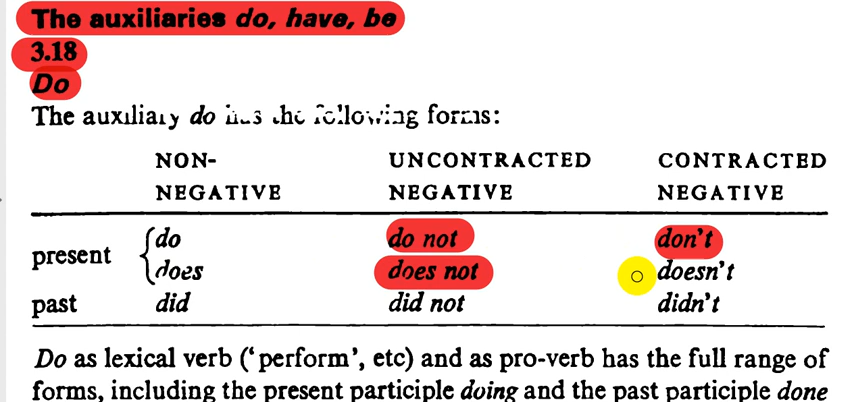 The auxiliaries do, have, be
3.18
Do
The auxiliary do has the following forms:
NON- UNCONTRACTED CONTRACTED
NEGATIVE NEGATIVE NEGATIVE
present do do not don't
does does not doesn't
past did did not didn't
Do as lexical verb (‘perform’, etc) and as pro-verb has the full range of
forms, including the present participle doing and the past participle done